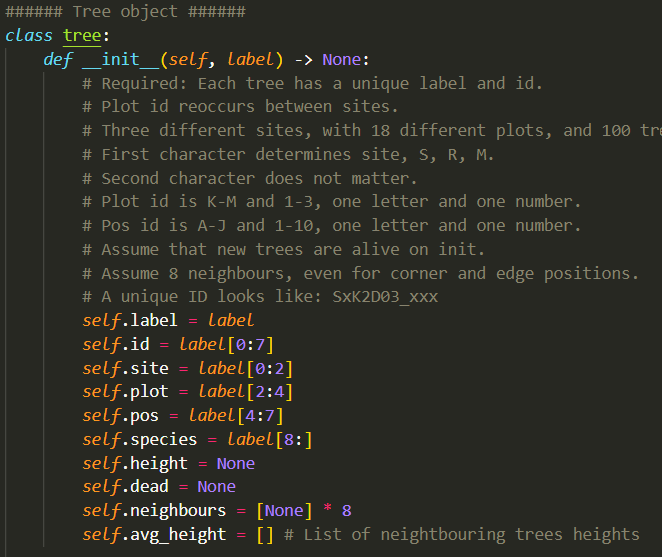 ###### Tree object ######
class tree:
def __init__(self, label) -> None:
# Required: Each tree has a unique label and id.
# Plot id reoccurs between sites.
# Three different sites, with 18 different plots, and 100 tre
# First character determines site, S, R, M.
# Second character does not matter.
# Plot id is K-M and 1-3, one letter and one number.
# Pos id is A-J and 1-10, one letter and one number.
# Assume that new trees are alive on init.
# Assume 8 neighbours, even for corner and edge positions.
# A unique ID looks like: SxK2D03_xxx
self.label = label
self.id = label[0:7]
self.site = label[0:2]
self.plot = label[2:4]
self.pos = label[4:7]
self.species = label[8:]
self.height = None
self.dead = None
self.neighbours = [None] * 8
self.avg_height = [] # List of neightbouring trees heights